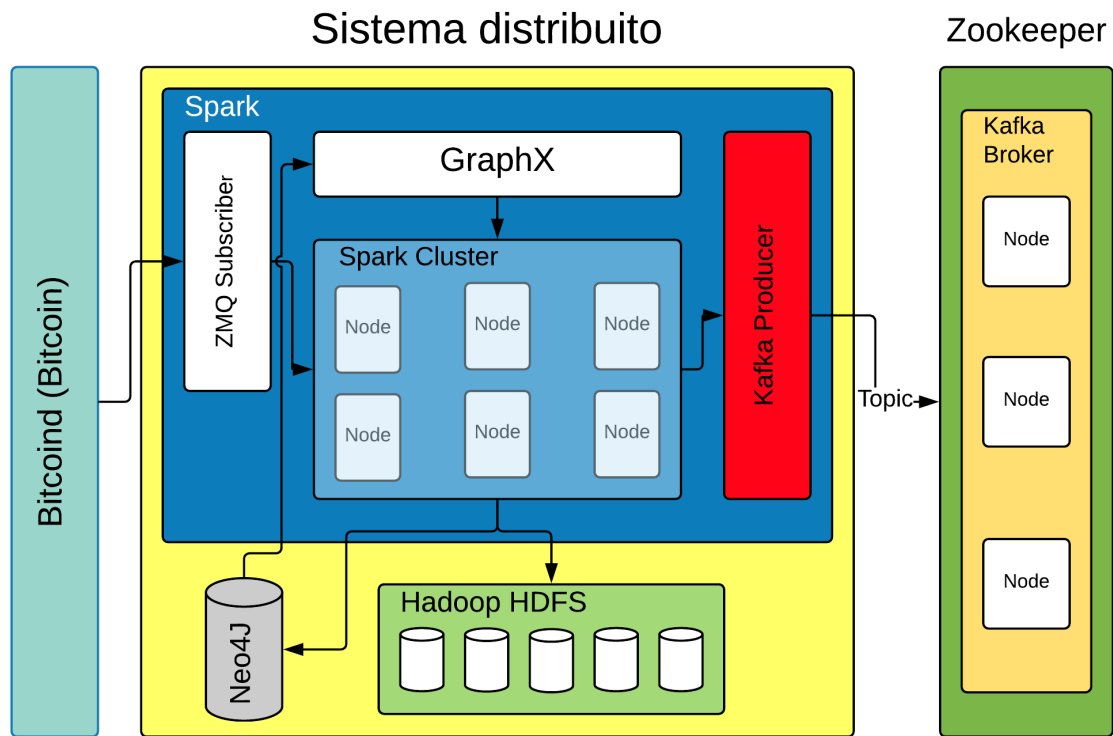 Sistema distribuito
Zookeeper
Bitcoind (Bitcoin)
Spark
ZMQ Subscriber
GraphX
Spark Cluster
Node
Node
Node
Node
Node
Node
Kafka Producer
Topic
Kafka
Broker
Node
Node
Node
Neo4J
Hadoop HDFS